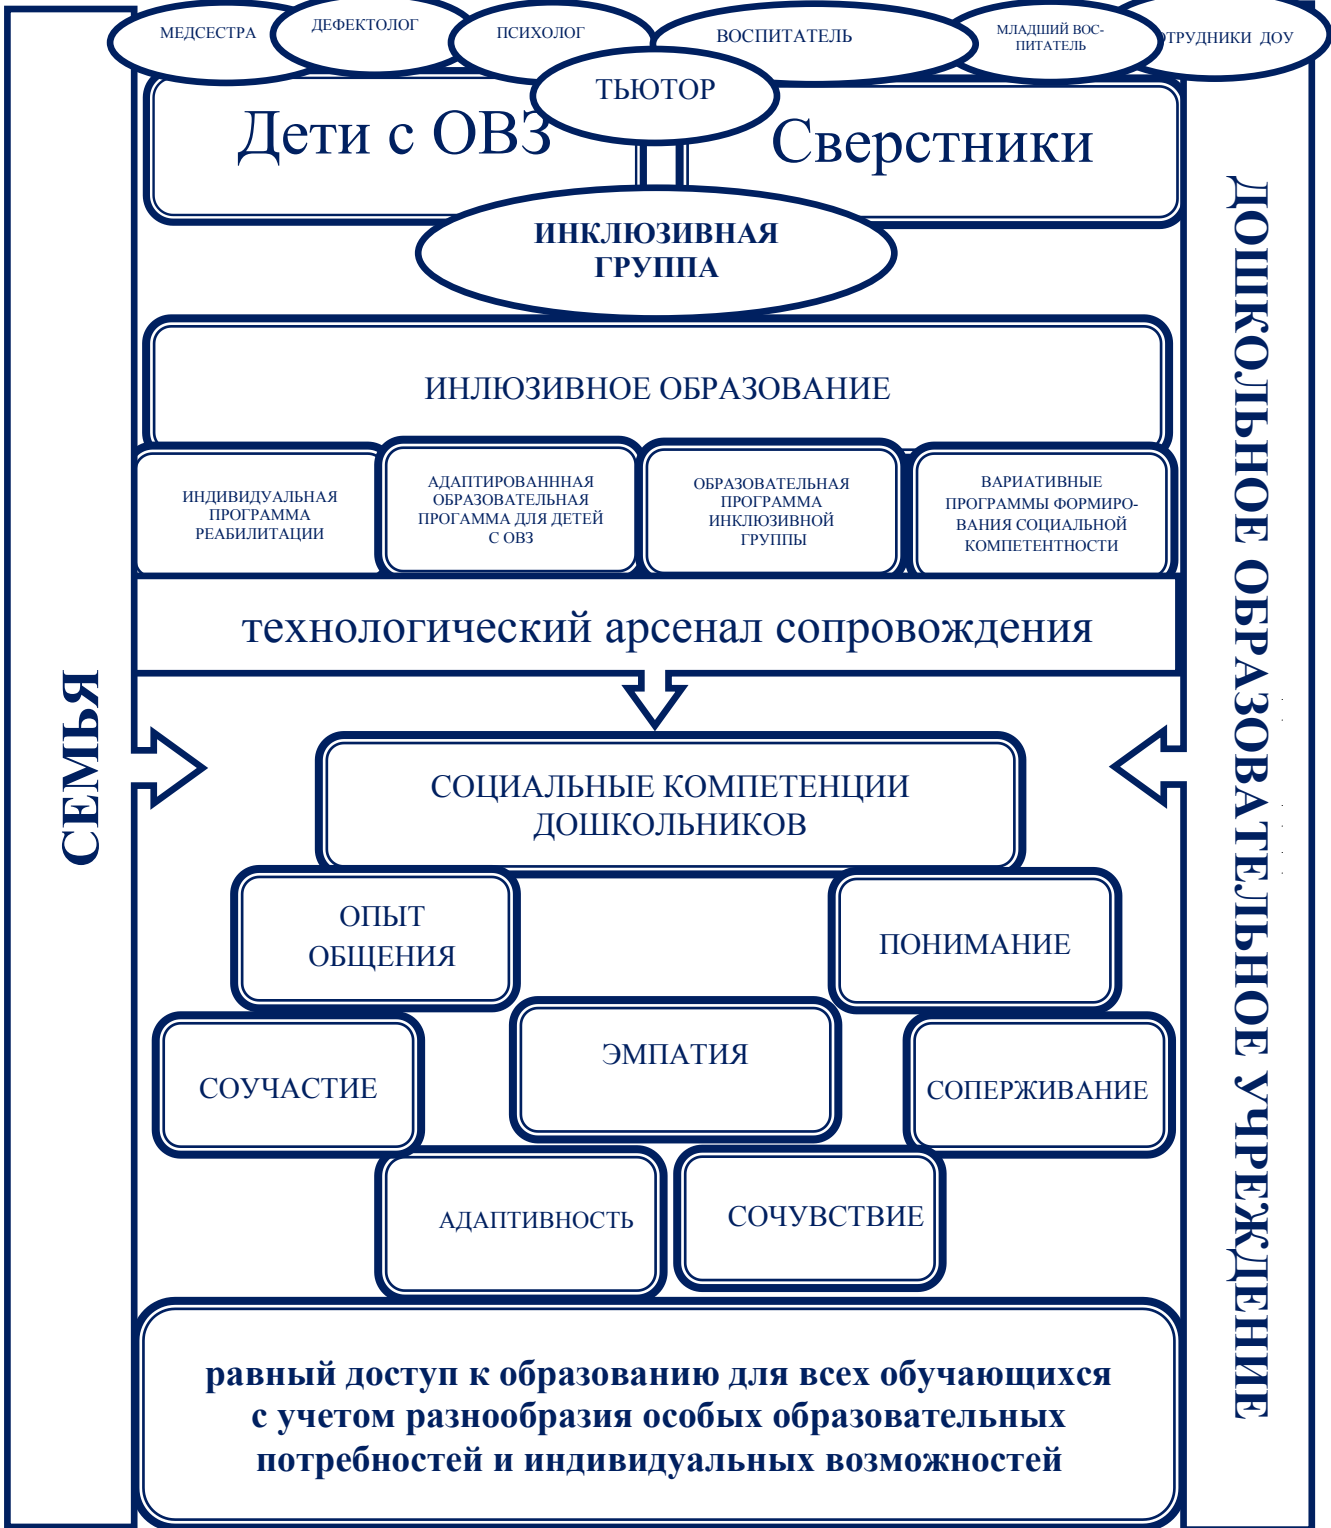 МЕДСЕСТРА
ДЕФЕКТОЛОГ
ПСИХОЛОГ
ВОСПИТАТЕЛЬ
МЛАДШИЙ ВОС-
ПИТАТЕЛЬ
ОТРУДНИКИ ДОУ
ТЬЮТОР
Дети с ОВЗ
Сверстники
ИНКЛЮЗИВНАЯ
ГРУППА
ИНЛЮЗИВНОЕ ОБРАЗОВАНИЕ
ИНДИВИДУАЛЬНАЯ
ПРОГРАММА
РЕАБИЛИТАЦИИ
АДАПТИРОВАНННАЯ
ОБРАЗОВАТЕЛЬНАЯ
ПРОГАММА ДЛЯ ДЕТЕЙ
С ОВЗ
ОБРАЗОВАТЕЛЬНАЯ
ПРОГРАММА
ИНКЛЮЗИВНОЙ
ГРУППЫ
ВАРИАТИВНЫЕ
ПРОГРАММЫ ФОРМИРО-
ВАНИЯ СОЦИАЛЬНОЙ
КОМПЕТЕНТНОСТИ
технологический арсенал сопровождения
СЕМЬЯ
ДОШКОЛЬНОЕ ОБРАЗОВАТЕЛЬНОЕ УЧРЕЖДЕНИЕ
СОЦИАЛЬНЫЕ КОМПЕТЕНЦИИ
ДОШКОЛЬНИКОВ
ОПЫТ
ОБЩЕНИЯ
ПОНИМАНИЕ
СОУЧАСТИЕ
ЭМПАТИЯ
СОПЕРЖИВАНИЕ
АДАПТИВНОСТЬ
СОЧУВСТВИЕ
равный доступ к образованию для всех обучающихся
с учетом разнообразия особых образовательных
потребностей и индивидуальных возможностей